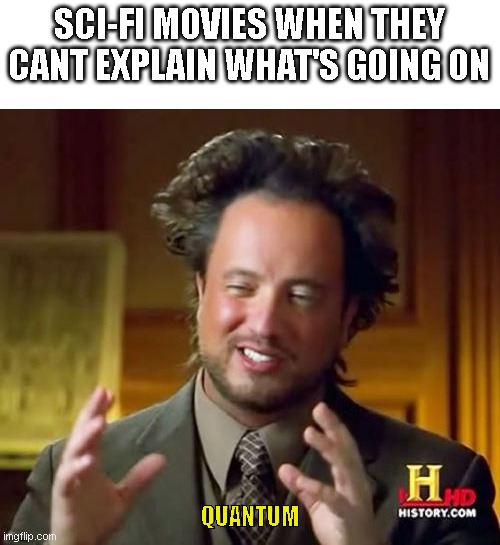 SCI-FI MOVIES WHEN THEY
CANT EXPLAIN WHAT'S GOING ON
QUANTUM
H HD
HISTORY.COM
imgflip.com